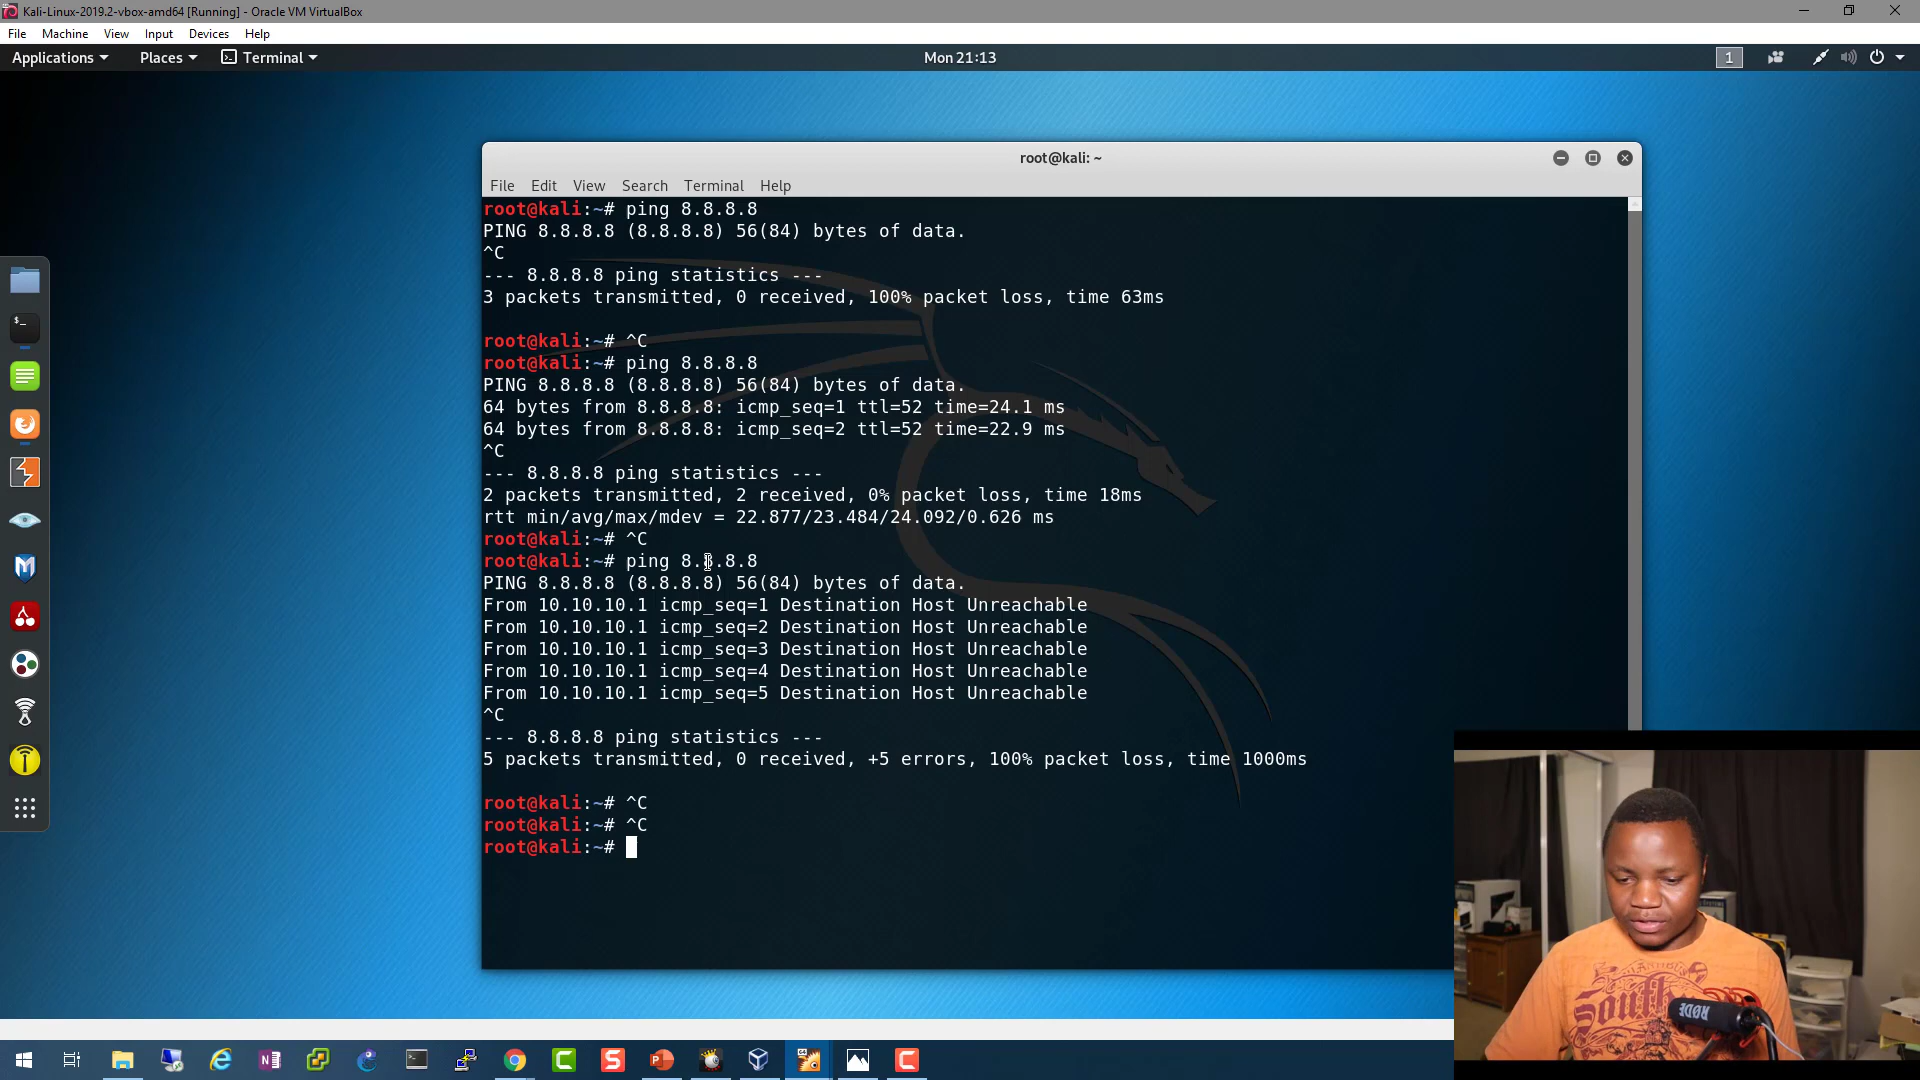 Kali-Linux-2019.2-vbox-amd64 [Running] - Oracle VM VirtualBox
File Machine View Input Devices Help
Applications Places Terminal Mon 21:13 1
root@kali: ~
File Edit View Search Terminal Help
root@kali:~# ping 8.8.8.8
PING 8.8.8.8 (8.8.8.8) 56(84) bytes of data.
^C
--- 8.8.8.8 ping statistics ---
3 packets transmitted, 0 received, 100% packet loss, time 63ms
root@kali:~# ^C
root@kali:~# ping 8.8.8.8
PING 8.8.8.8 (8.8.8.8) 56(84) bytes of data.
64 bytes from 8.8.8.8: icmp_seq=1 ttl=52 time=24.1 ms
64 bytes from 8.8.8.8: icmp_seq=2 ttl=52 time=22.9 ms
^C
--- 8.8.8.8 ping statistics ---
2 packets transmitted, 2 received, 0% packet loss, time 18ms
rtt min/avg/max/mdev = 22.877/23.484/24.092/0.626 ms
root@kali:~# ^C
root@kali:~# ping 8.8.8.8
PING 8.8.8.8 (8.8.8.8) 56(84) bytes of data.
From 10.10.10.1 icmp_seq=1 Destination Host Unreachable
From 10.10.10.1 icmp_seq=2 Destination Host Unreachable
From 10.10.10.1 icmp_seq=3 Destination Host Unreachable
From 10.10.10.1 icmp_seq=4 Destination Host Unreachable
From 10.10.10.1 icmp_seq=5 Destination Host Unreachable
^C
--- 8.8.8.8 ping statistics ---
5 packets transmitted, 0 received, +5 errors, 100% packet loss, time 1000ms
root@kali:~# ^C
root@kali:~# ^C
root@kali:~#
South
RØDE